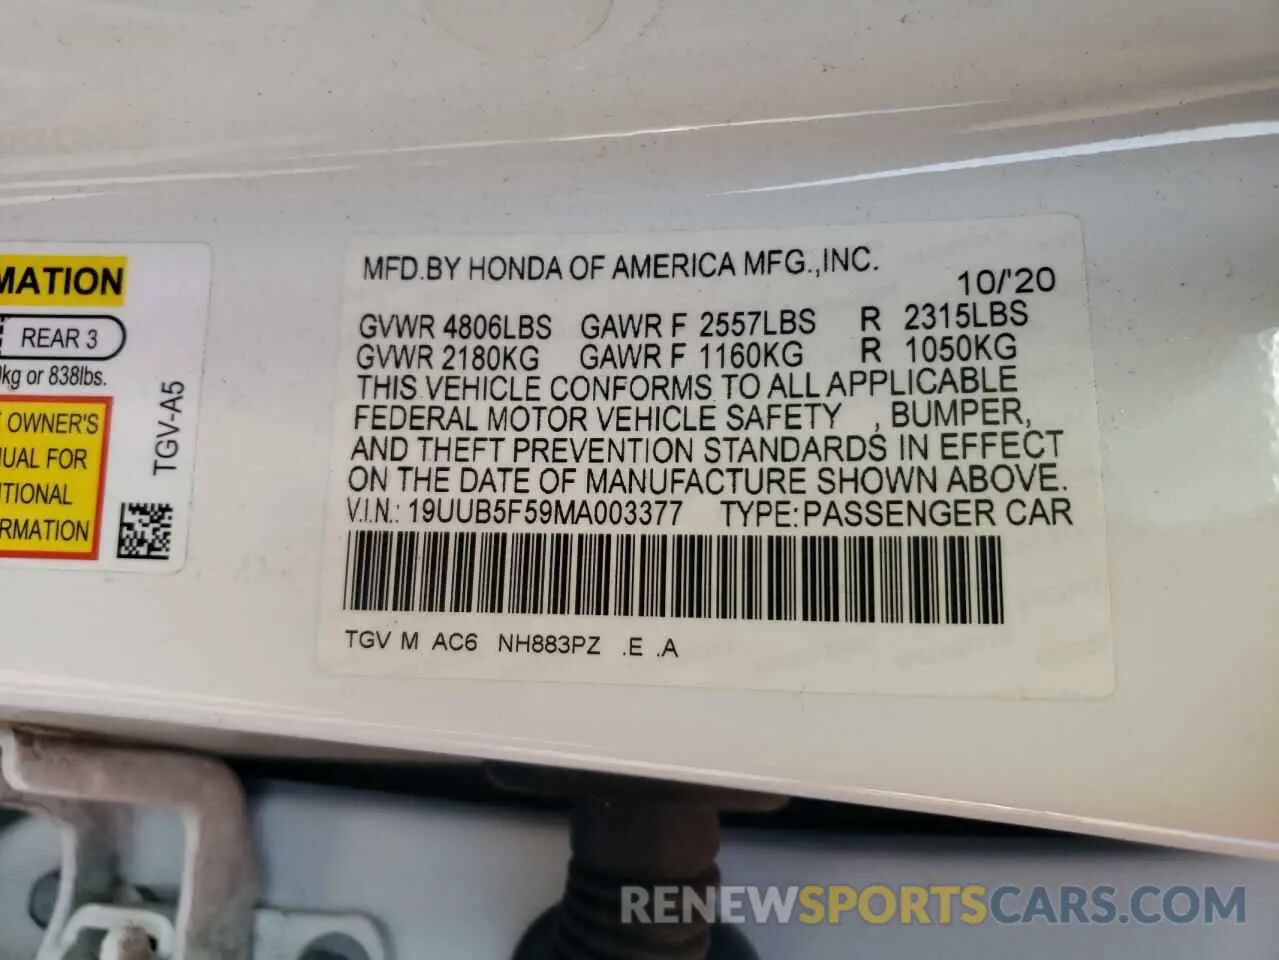 MATION
REAR 3
kg or 838lbs.
OWNER'S
UAL FOR
ITIONAL
RMATION
TGV-A5
MFD.BY HONDA OF AMERICA MFG.,INC.
10/'20
GVWR 4806LBS GAWR F 2557LBS R 2315LBS
GVWR 2180KG GAWR F 1160KG R 1050KG
THIS VEHICLE CONFORMS TO ALL APPLICABLE
FEDERAL MOTOR VEHICLE SAFETY , BUMPER,
AND THEFT PREVENTION STANDARDS IN EFFECT
ON THE DATE OF MANUFACTURE SHOWN ABOVE.
V.I.N.: 19UUB5F59MA003377 TYPE:PASSENGER CAR
TGV M AC6 NH883PZ .E .A
RENEWSPORTSCARS.COM